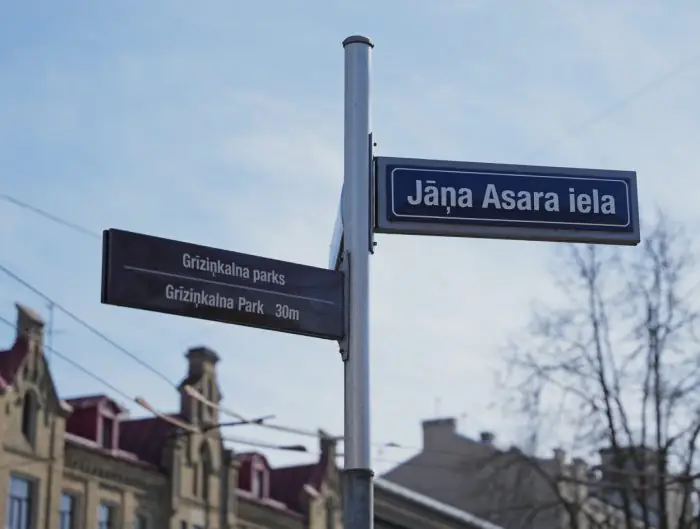 Jāņa Asara iela
Grīziņkalna parks
Grīziņkalna Park 30m